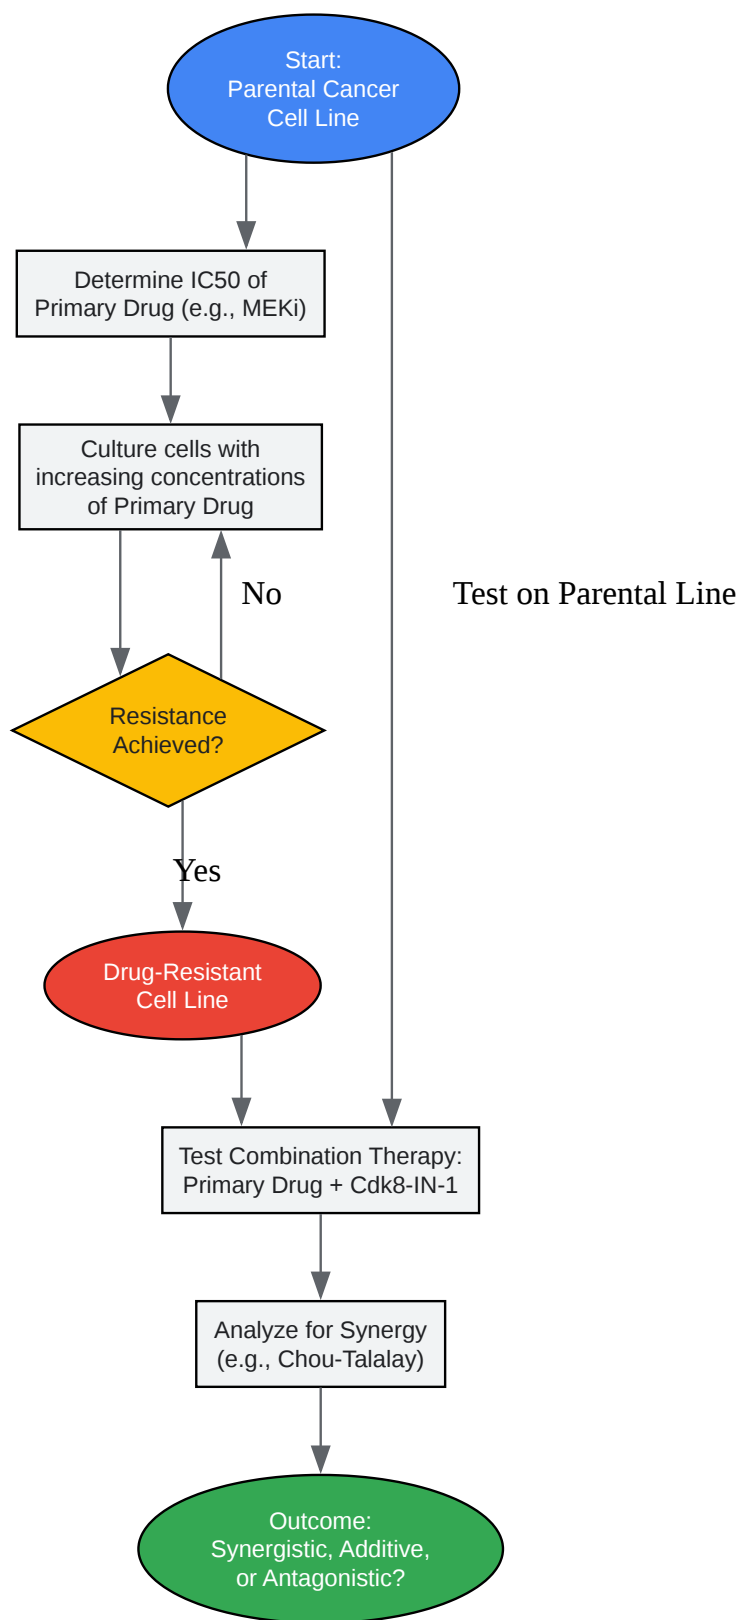 Start:
Parental Cancer
Cell Line
Determine IC50 of
Primary Drug (e.g., MEKi)
Culture cells with
increasing concentrations
of Primary Drug
No
Test on Parental Line
Resistance
Achieved?
Yes
Drug-Resistant
Cell Line
Test Combination Therapy:
Primary Drug + Cdk8-IN-1
Analyze for Synergy
(e.g., Chou-Talalay)
Outcome:
Synergistic, Additive,
or Antagonistic?